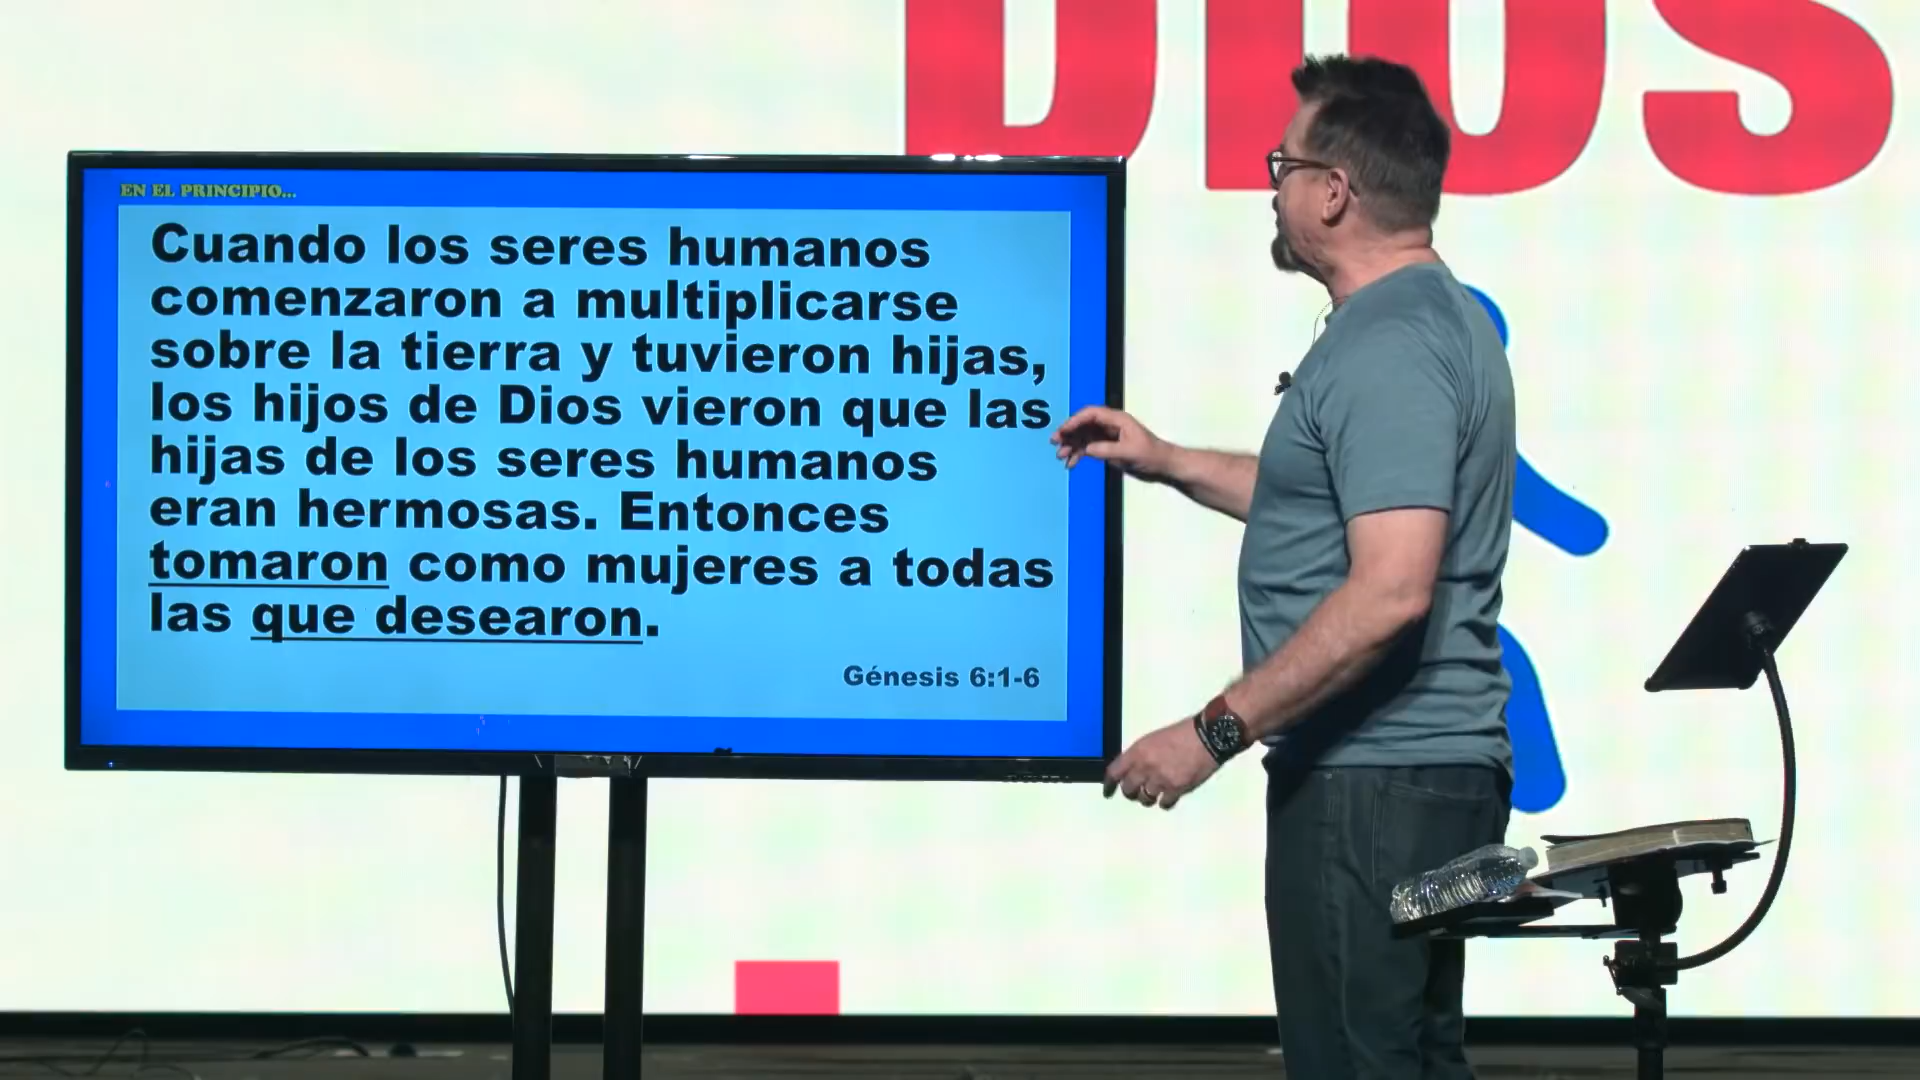 DIOS
EN EL PRINCIPIO...
Cuando los seres humanos
comenzaron a multiplicarse
sobre la tierra y tuvieron hijas,
los hijos de Dios vieron que las
hijas de los seres humanos
eran hermosas. Entonces
tomaron como mujeres a todas
las que desearon.
Génesis 6:1-6